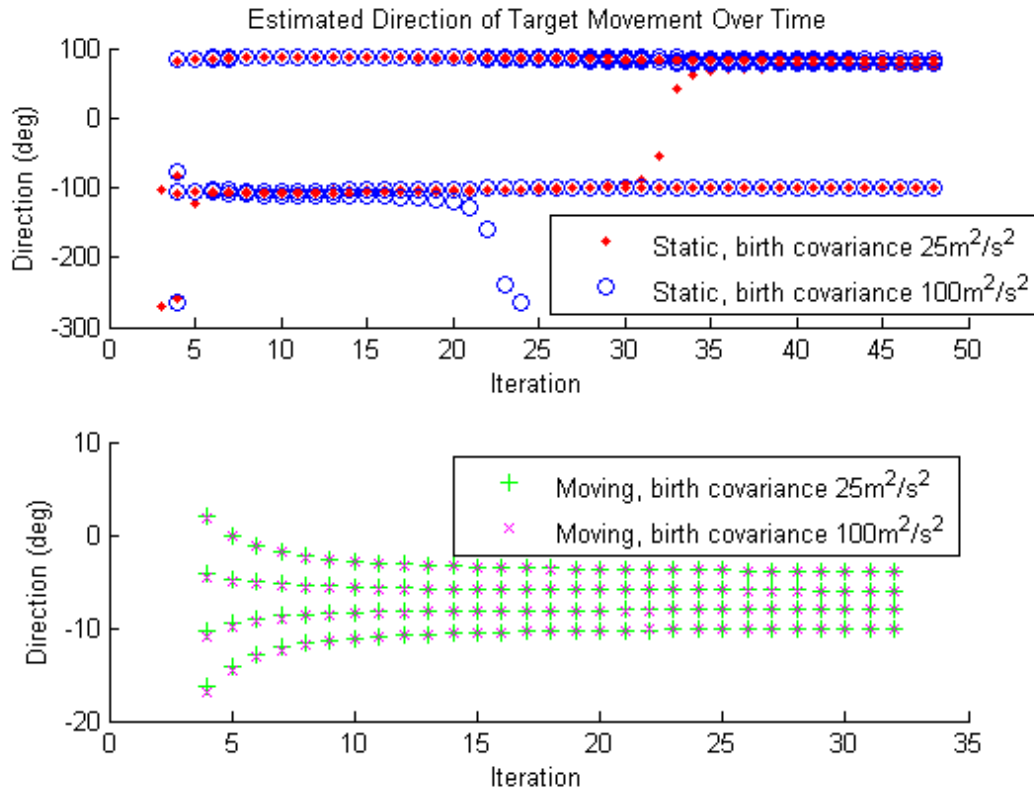 Estimated Direction of Target Movement Over Time
100
0
-100
-200
-300
Direction (deg)
Static, birth covariance 25m²/s²
Static, birth covariance 100m²/s²
0 5 10 15 20 25 30 35 40 45 50
Iteration
10
0
-10
-20
Direction (deg)
Moving, birth covariance 25m²/s²
Moving, birth covariance 100m²/s²
0 5 10 15 20 25 30 35
Iteration